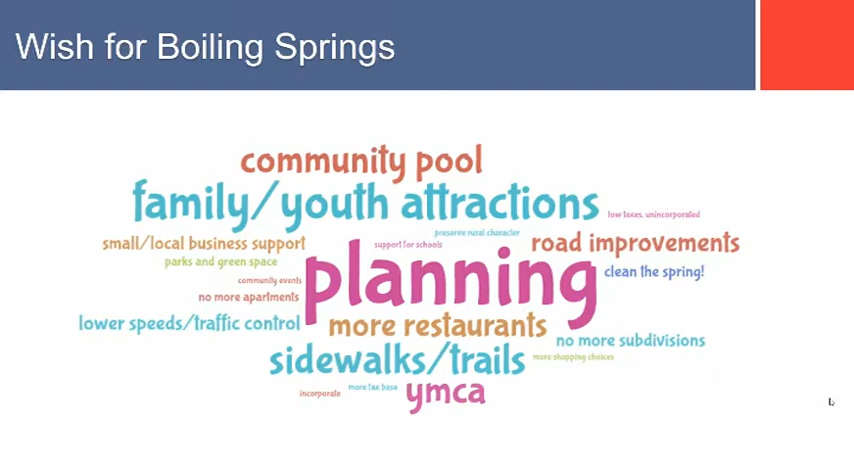 Wish for Boiling Springs
community pool
family/youth attractions
low taxes, unincorporated
preserve rural character
small/local business support
support for schools
road improvements
parks and green space
planning
clean the spring!
community events
no more apartments
lower speeds/traffic control
more restaurants
no more subdivisions
sidewalks/trails
more shopping choices
incorporate
more tax base
ymca